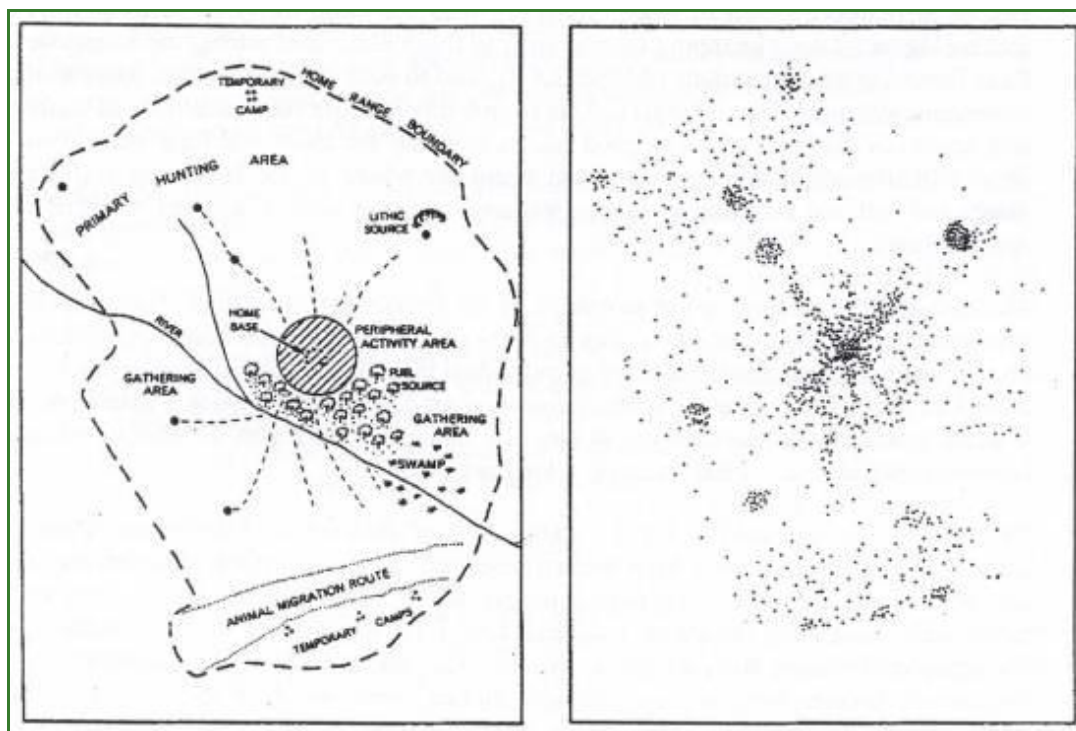 TEMPORARY
CAMP
HOME RANGE BOUNDARY
PRIMARY HUNTING AREA
LITHIC
SOURCE
HOME
BASE
PERIPHERAL
ACTIVITY AREA
RIVER
FUEL
SOURCE
GATHERING
AREA
GATHERING
AREA
SWAMP
ANIMAL MIGRATION ROUTE
TEMPORARY CAMPS